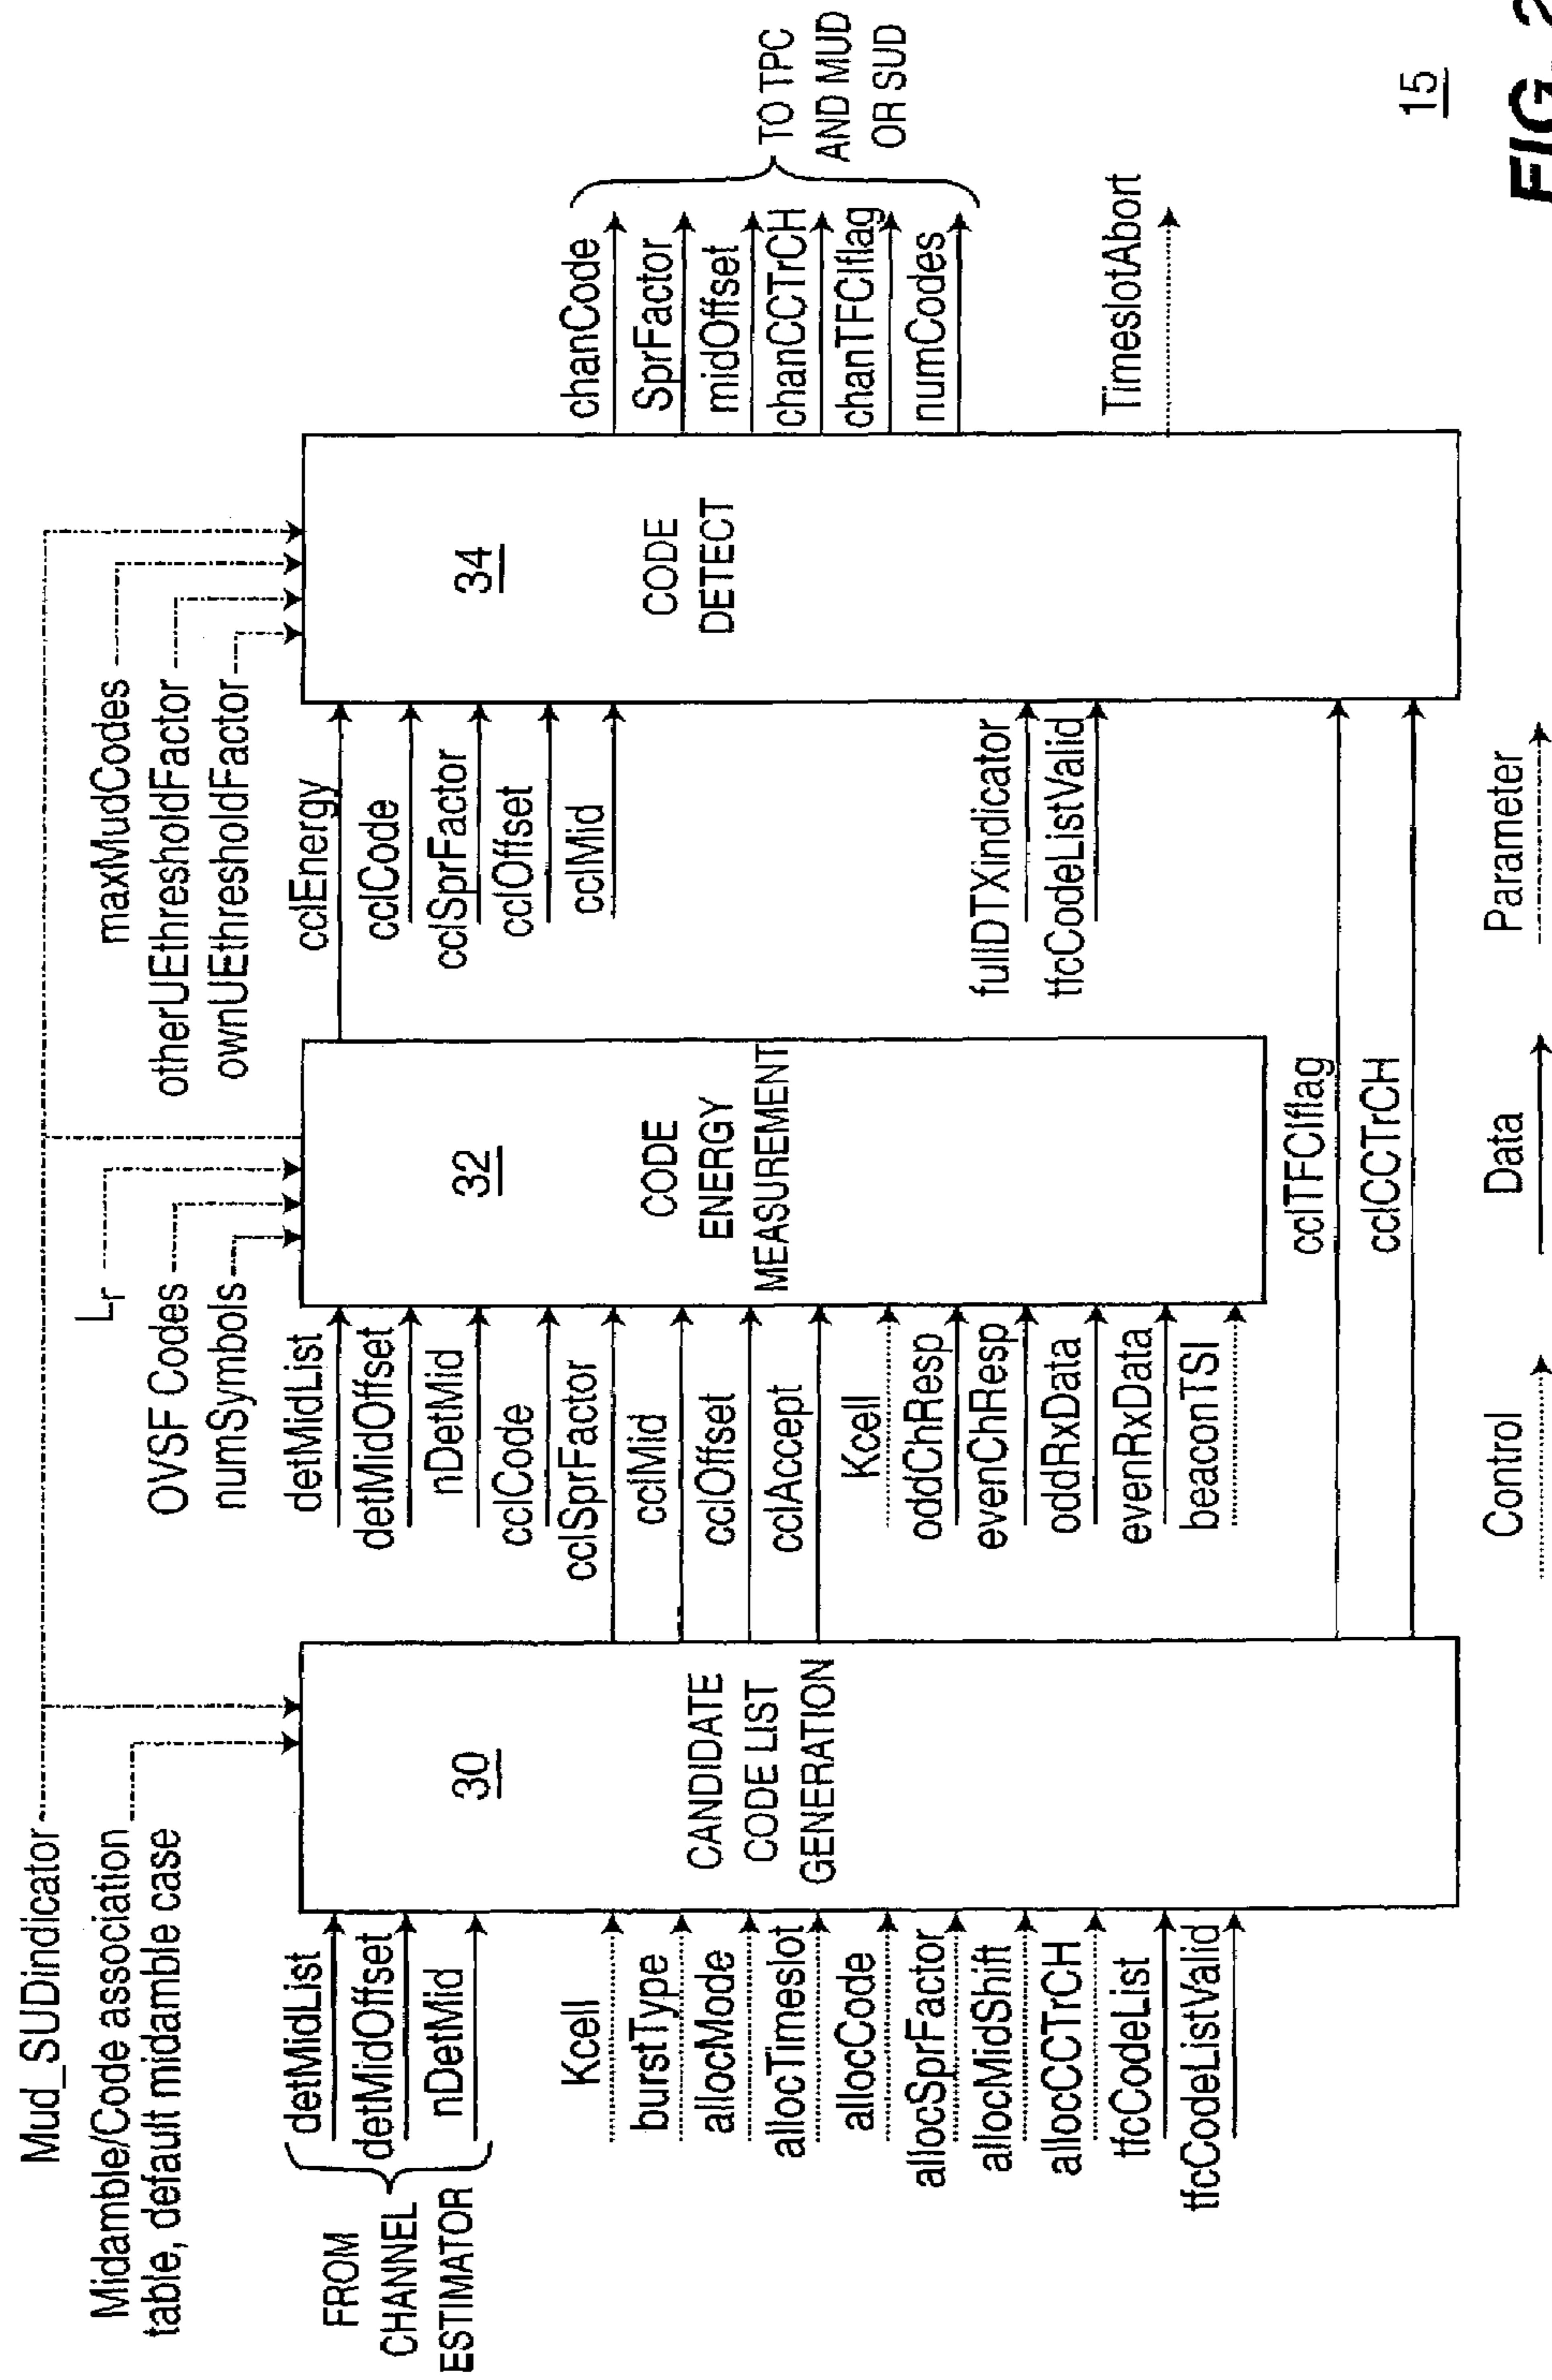 Mud_SUDindicator
Midamble/Code association
table, default midamble case
FROM
CHANNEL
ESTIMATOR
detMidList
detMidOffset
nDetMid
Kcell
burstType
allocMode
allocTimeslot
allocCode
allocSprFactor
allocMidShift
allocCCTrCH
tfcCodeList
tfcCodeListValid
30
CANDIDATE
CODE LIST
GENERATION
Lr
OVSF Codes
numSymbols
detMidList
detMidOffset
nDetMid
cclCode
cclSprFactor
cclMid
cclOffset
cclAccept
Kcell
oddChResp
evenChResp
oddRxData
evenRxData
beaconTSI
32
CODE
ENERGY
MEASUREMENT
cclTFCIflag
cclCCTrCH
maxMudCodes
otherUEthresholdFactor
ownUEthresholdFactor
cclEnergy
cclCode
cclSprFactor
cclOffset
cclMid
fullDTXindicator
tfcCodeListValid
34
CODE
DETECT
chanCode
SprFactor
midOffset
chanCCTrCH
chanTFCIflag
numCodes
TO TPC
AND MUD
OR SUD
TimeslotAbort
Control
Data
Parameter
15
FIG. 2